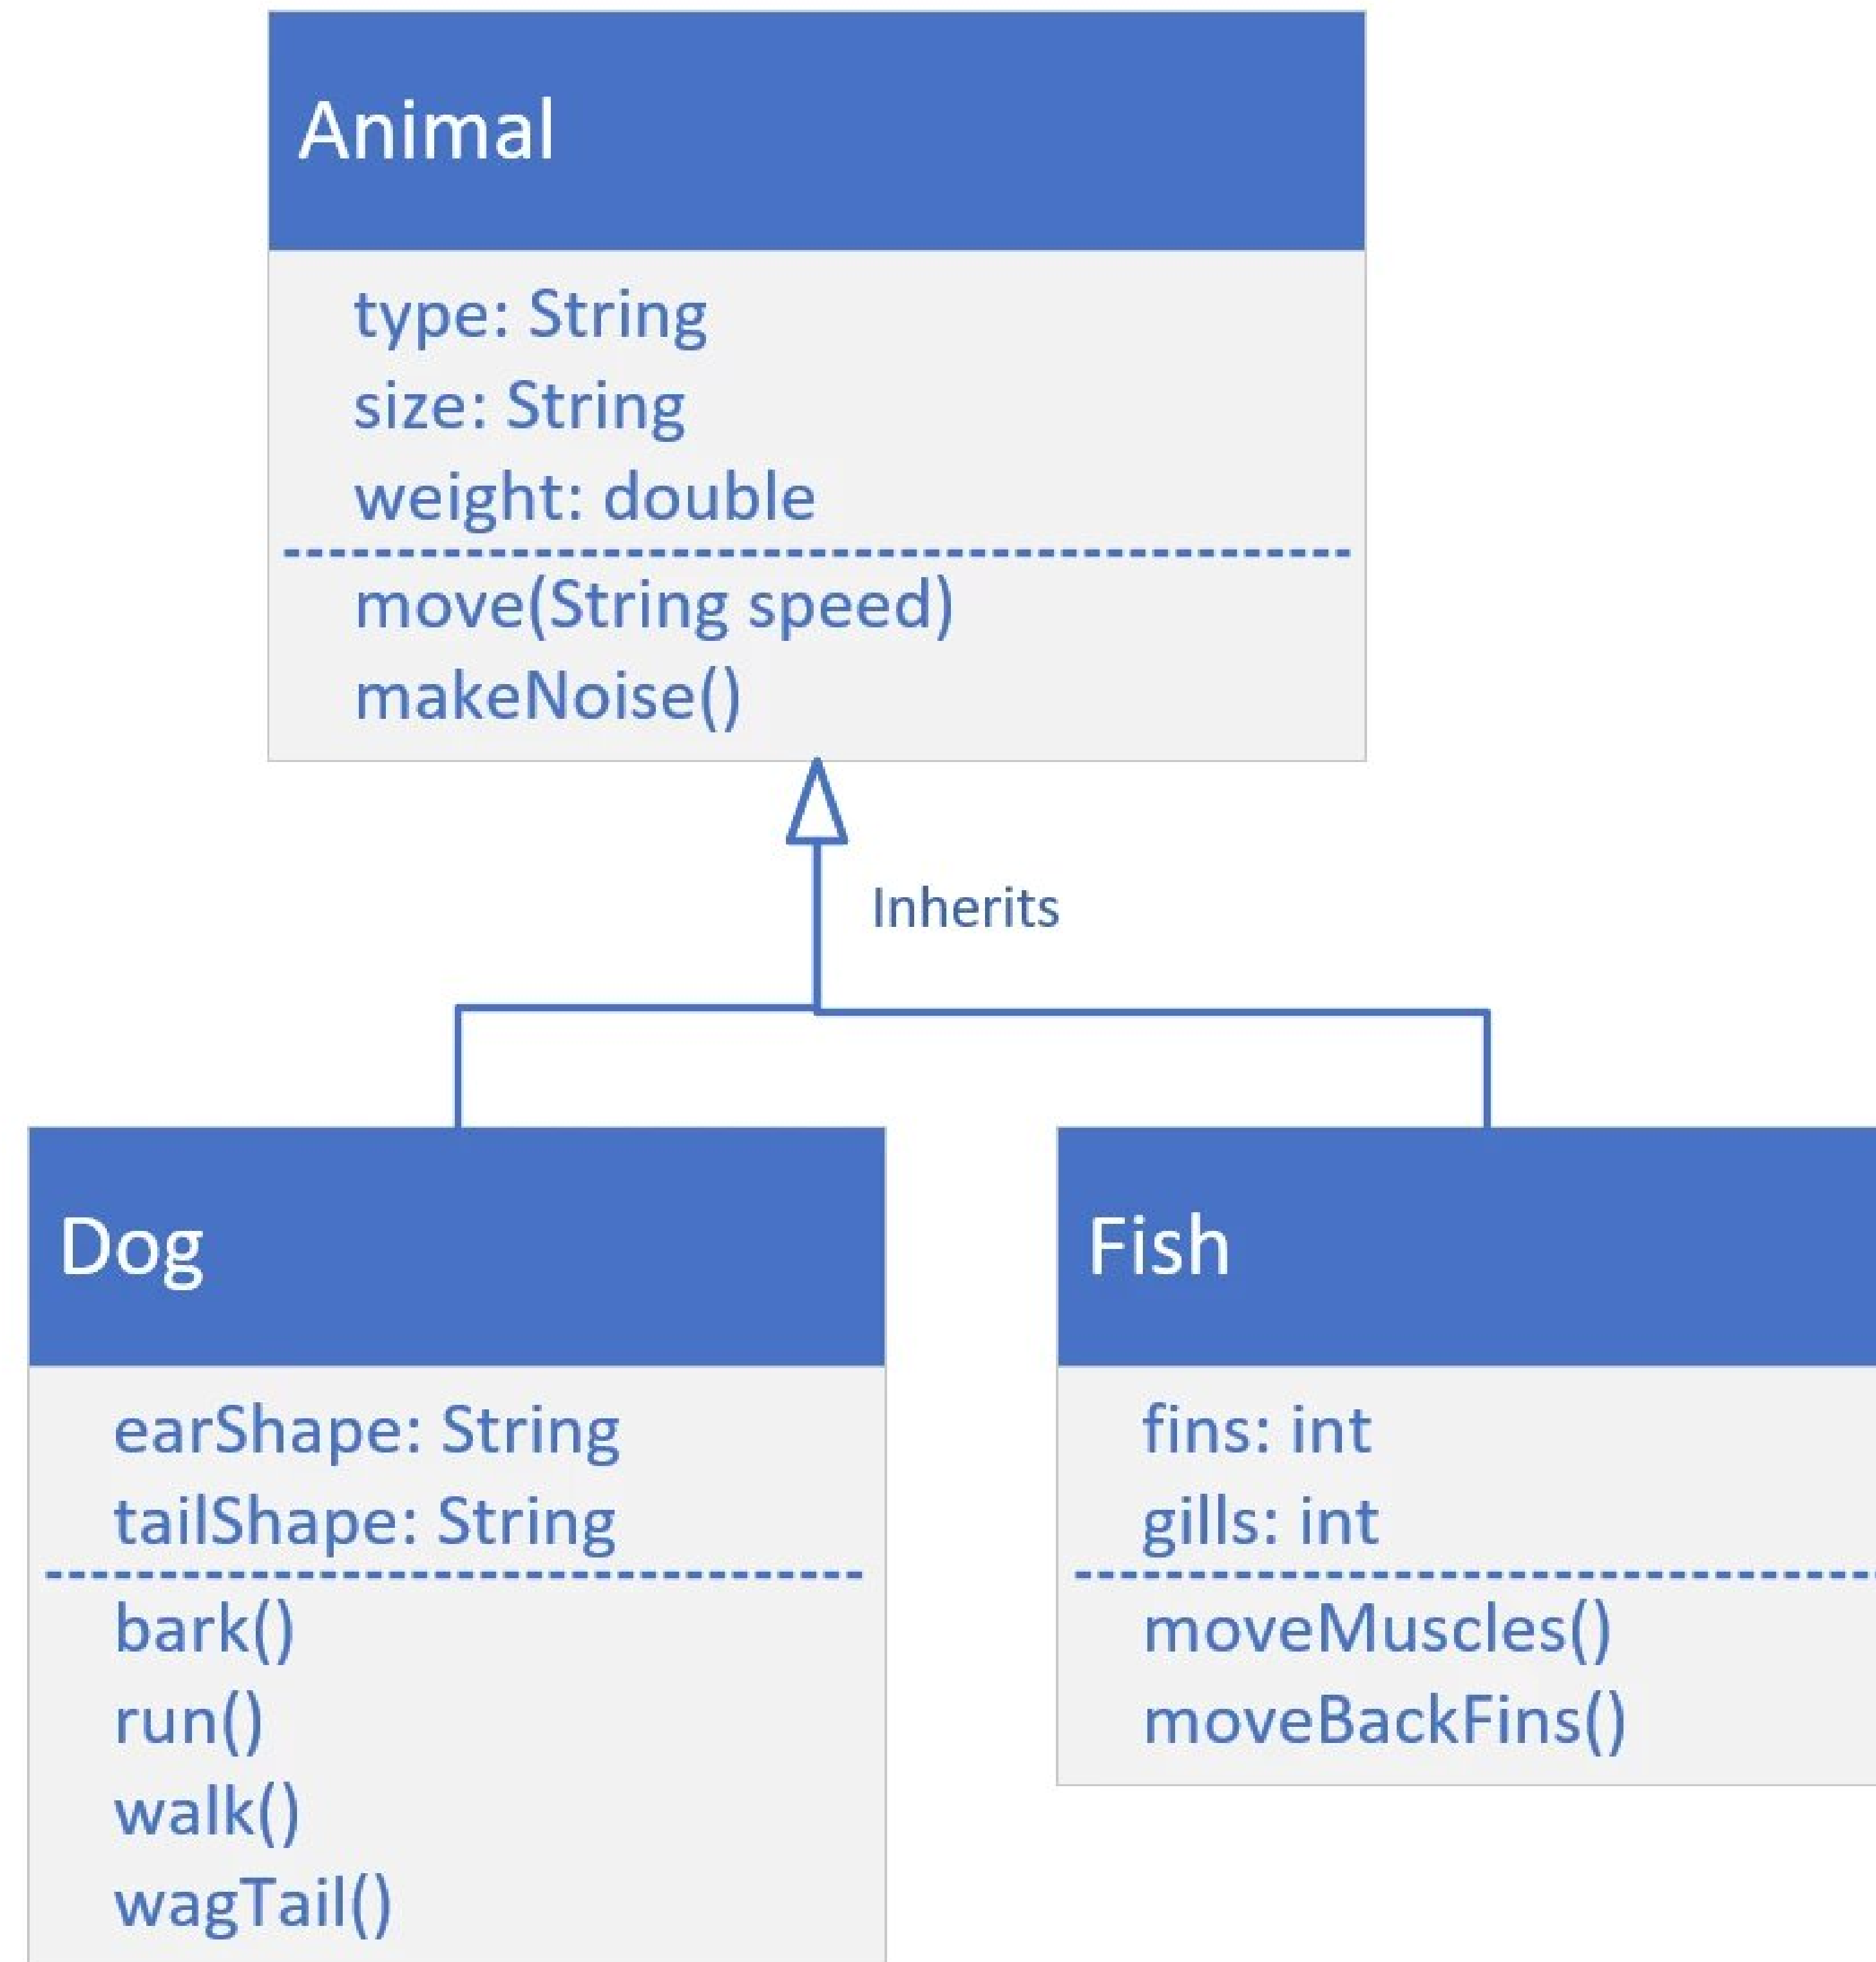 Animal
type: String
size: String
weight: double
move(String speed)
makeNoise()
Inherits
Dog
earShape: String
tailShape: String
bark()
run()
walk()
wagTail()
Fish
fins: int
gills: int
moveMuscles()
moveBackFins()